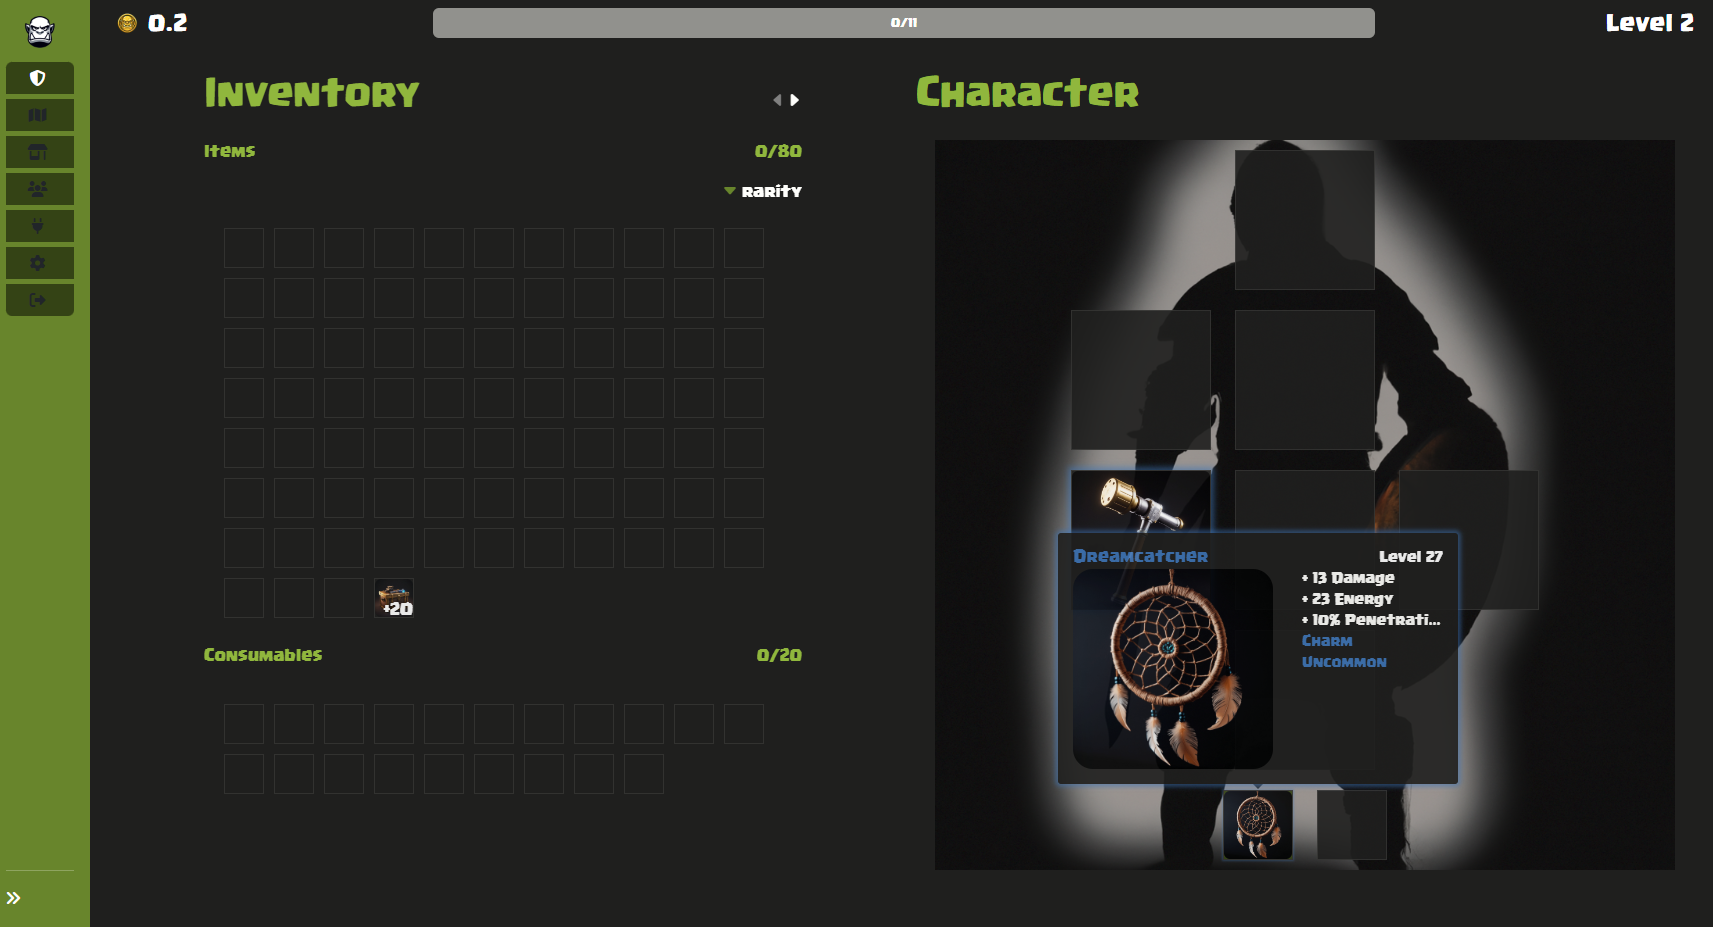 0.2
0/11
Level 2
Inventory
Character
Items
0/80
rarity
+20
Consumables
0/20
Dreamcatcher
Level 27
+ 13 Damage
+ 23 Energy
+ 10% Penetrati...
Charm
Uncommon